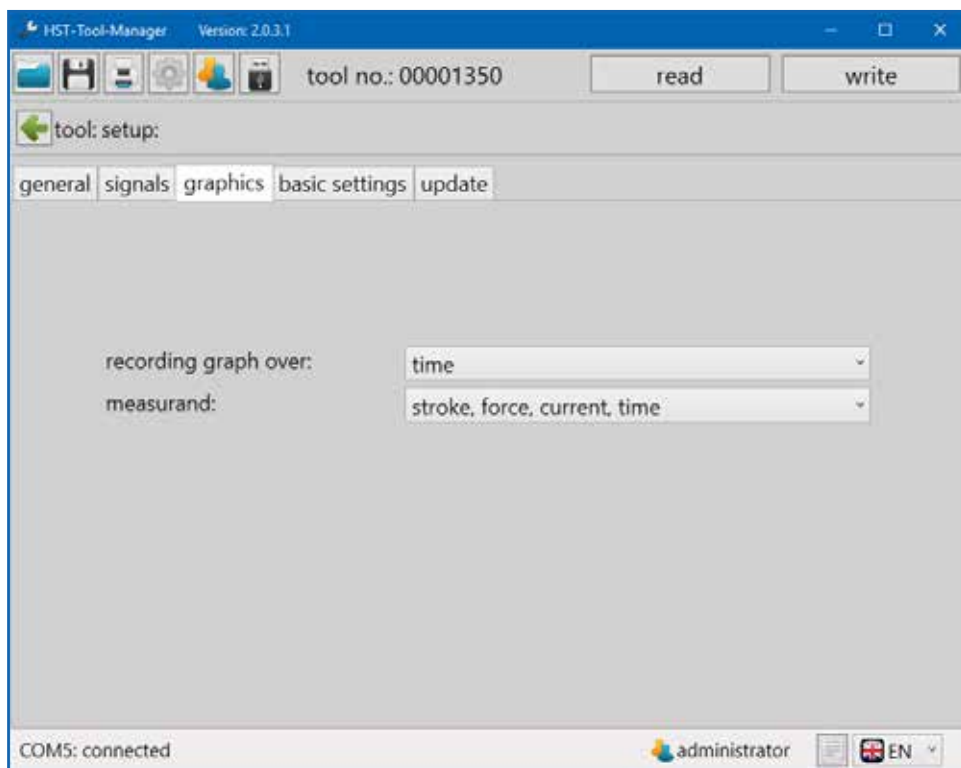 HST-Tool-Manager Version: 2.0.3.1
tool no.: 00001350 read write
tool: setup:
general signals graphics basic settings update
recording graph over: time
measurand: stroke, force, current, time
COM5: connected administrator EN